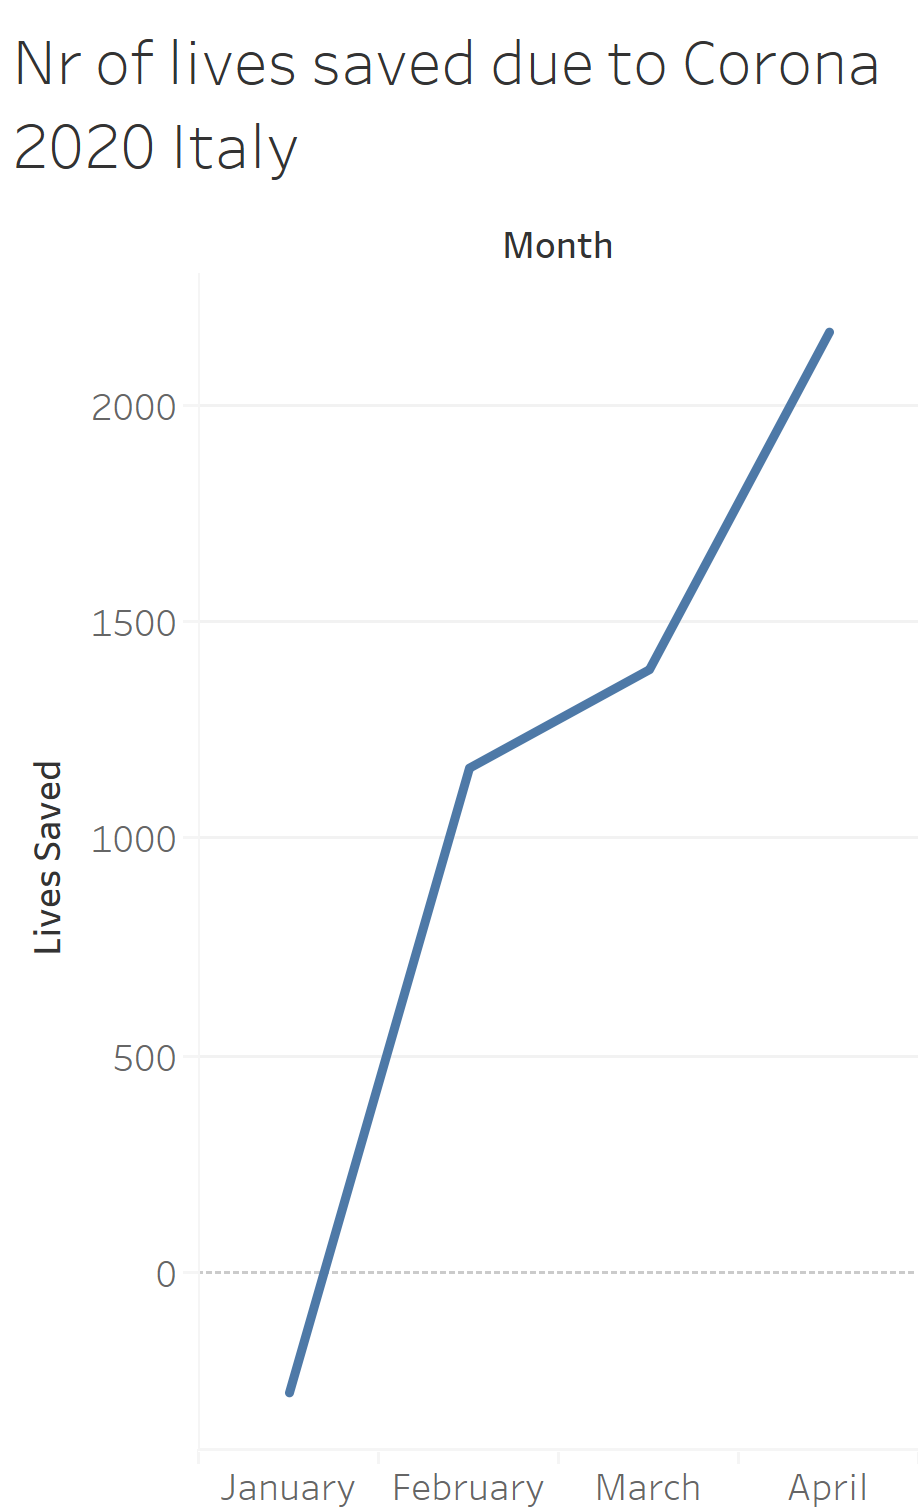 Nr of lives saved due to Corona
2020 Italy
Month
2000
1500
1000
500
0
Lives Saved
January February March April